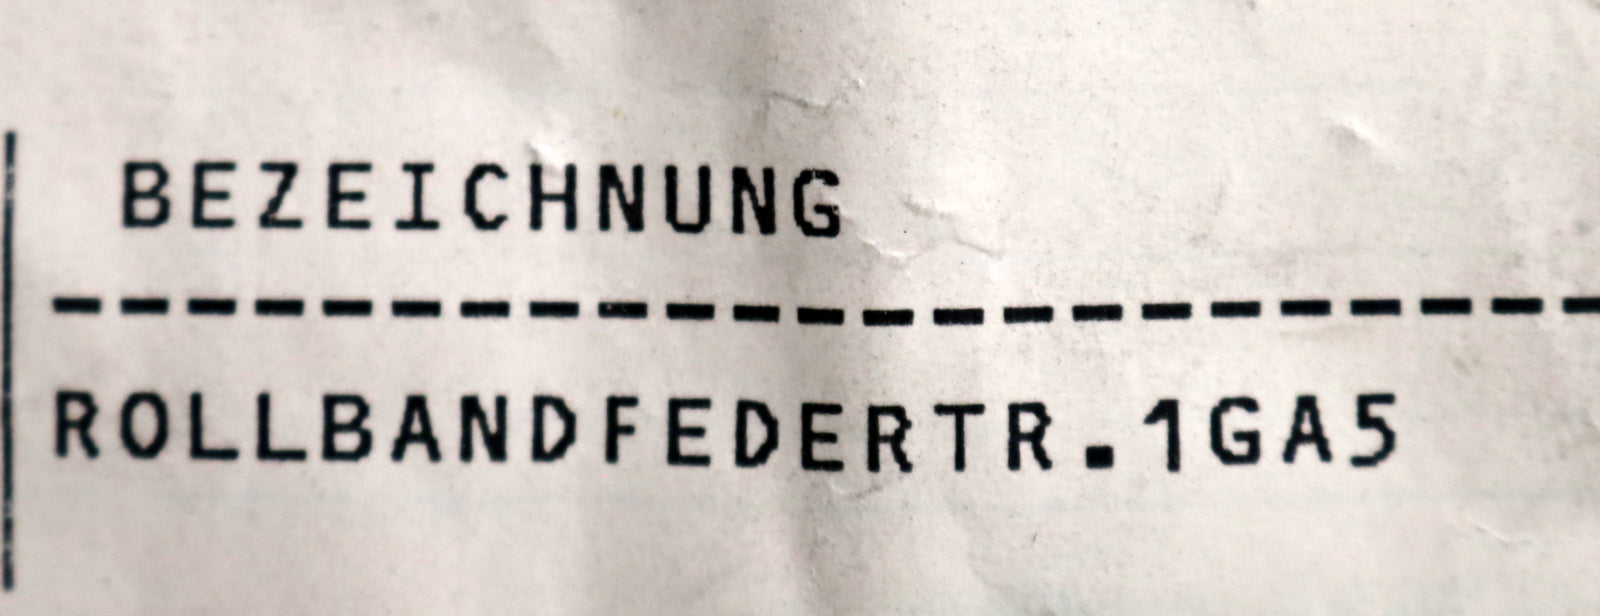 BEZEICHNUNG
-----------------------
ROLLBANDFEDERTR.1GA5